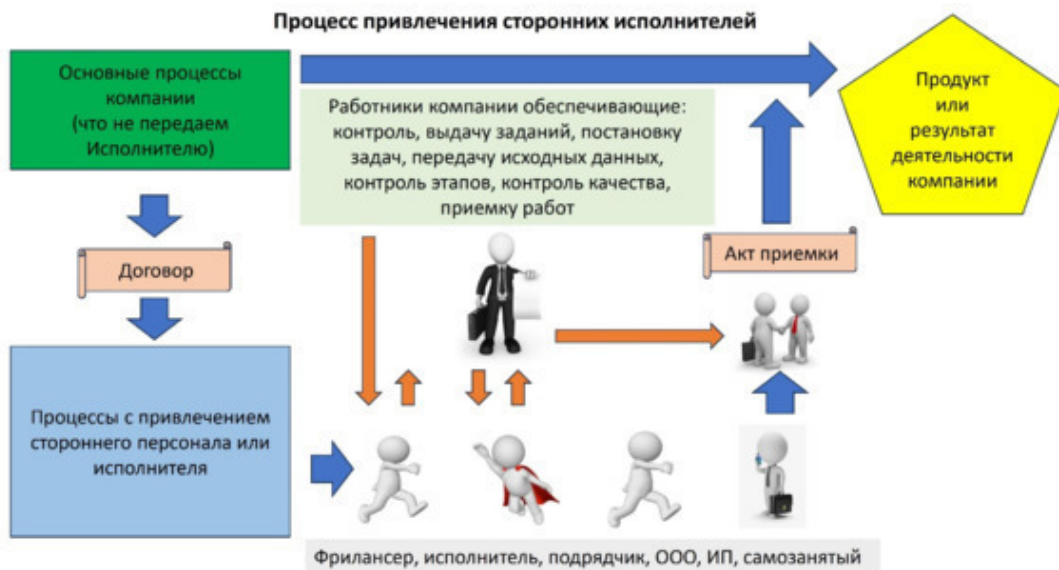 Процесс привлечения сторонних исполнителей
Основные процессы
компании
(что не передаем
Исполнителю)
Работники компании обеспечивающие:
контроль, выдачу заданий, постановку
задач, передачу исходных данных,
контроль этапов, контроль качества,
приемку работ
Продукт
или
результат
деятельности
компании
Договор
Акт приемки
Процессы с привлечением
стороннего персонала или
исполнителя
Фрилансер, исполнитель, подрядчик, ООО, ИП, самозанятый